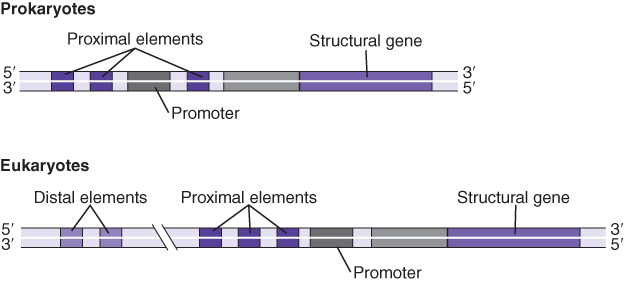 Prokaryotes
Proximal elements
Structural gene
5′
3′
3′
5′
Promoter
Eukaryotes
Distal elements
Proximal elements
Structural gene
5′
3′
3′
5′
Promoter